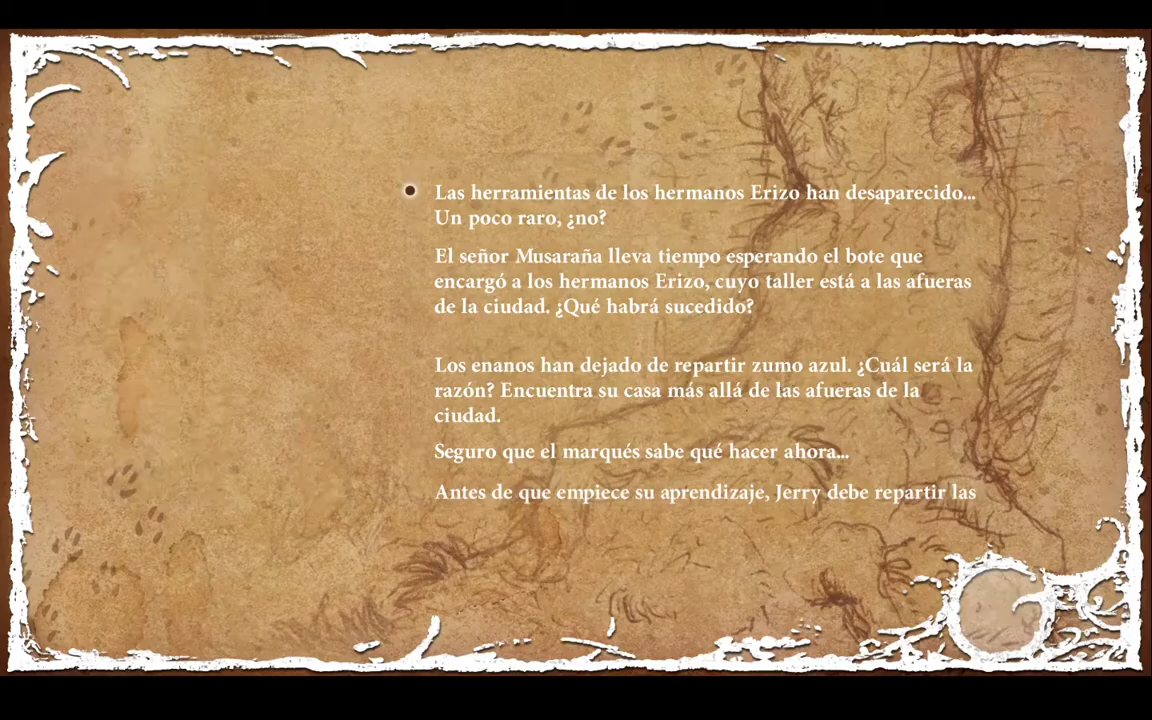 Las herramientas de los hermanos Erizo han desaparecido...
Un poco raro, ¿no?
El señor Musaraña lleva tiempo esperando el bote que
encargó a los hermanos Erizo, cuyo taller está a las afueras
de la ciudad. ¿Qué habrá sucedido?
Los enanos han dejado de repartir zumo azul. ¿Cuál será la
razón? Encuentra su casa más allá de las afueras de la
ciudad.
Seguro que el marqués sabe qué hacer ahora...
Antes de que empiece su aprendizaje, Jerry debe repartir las